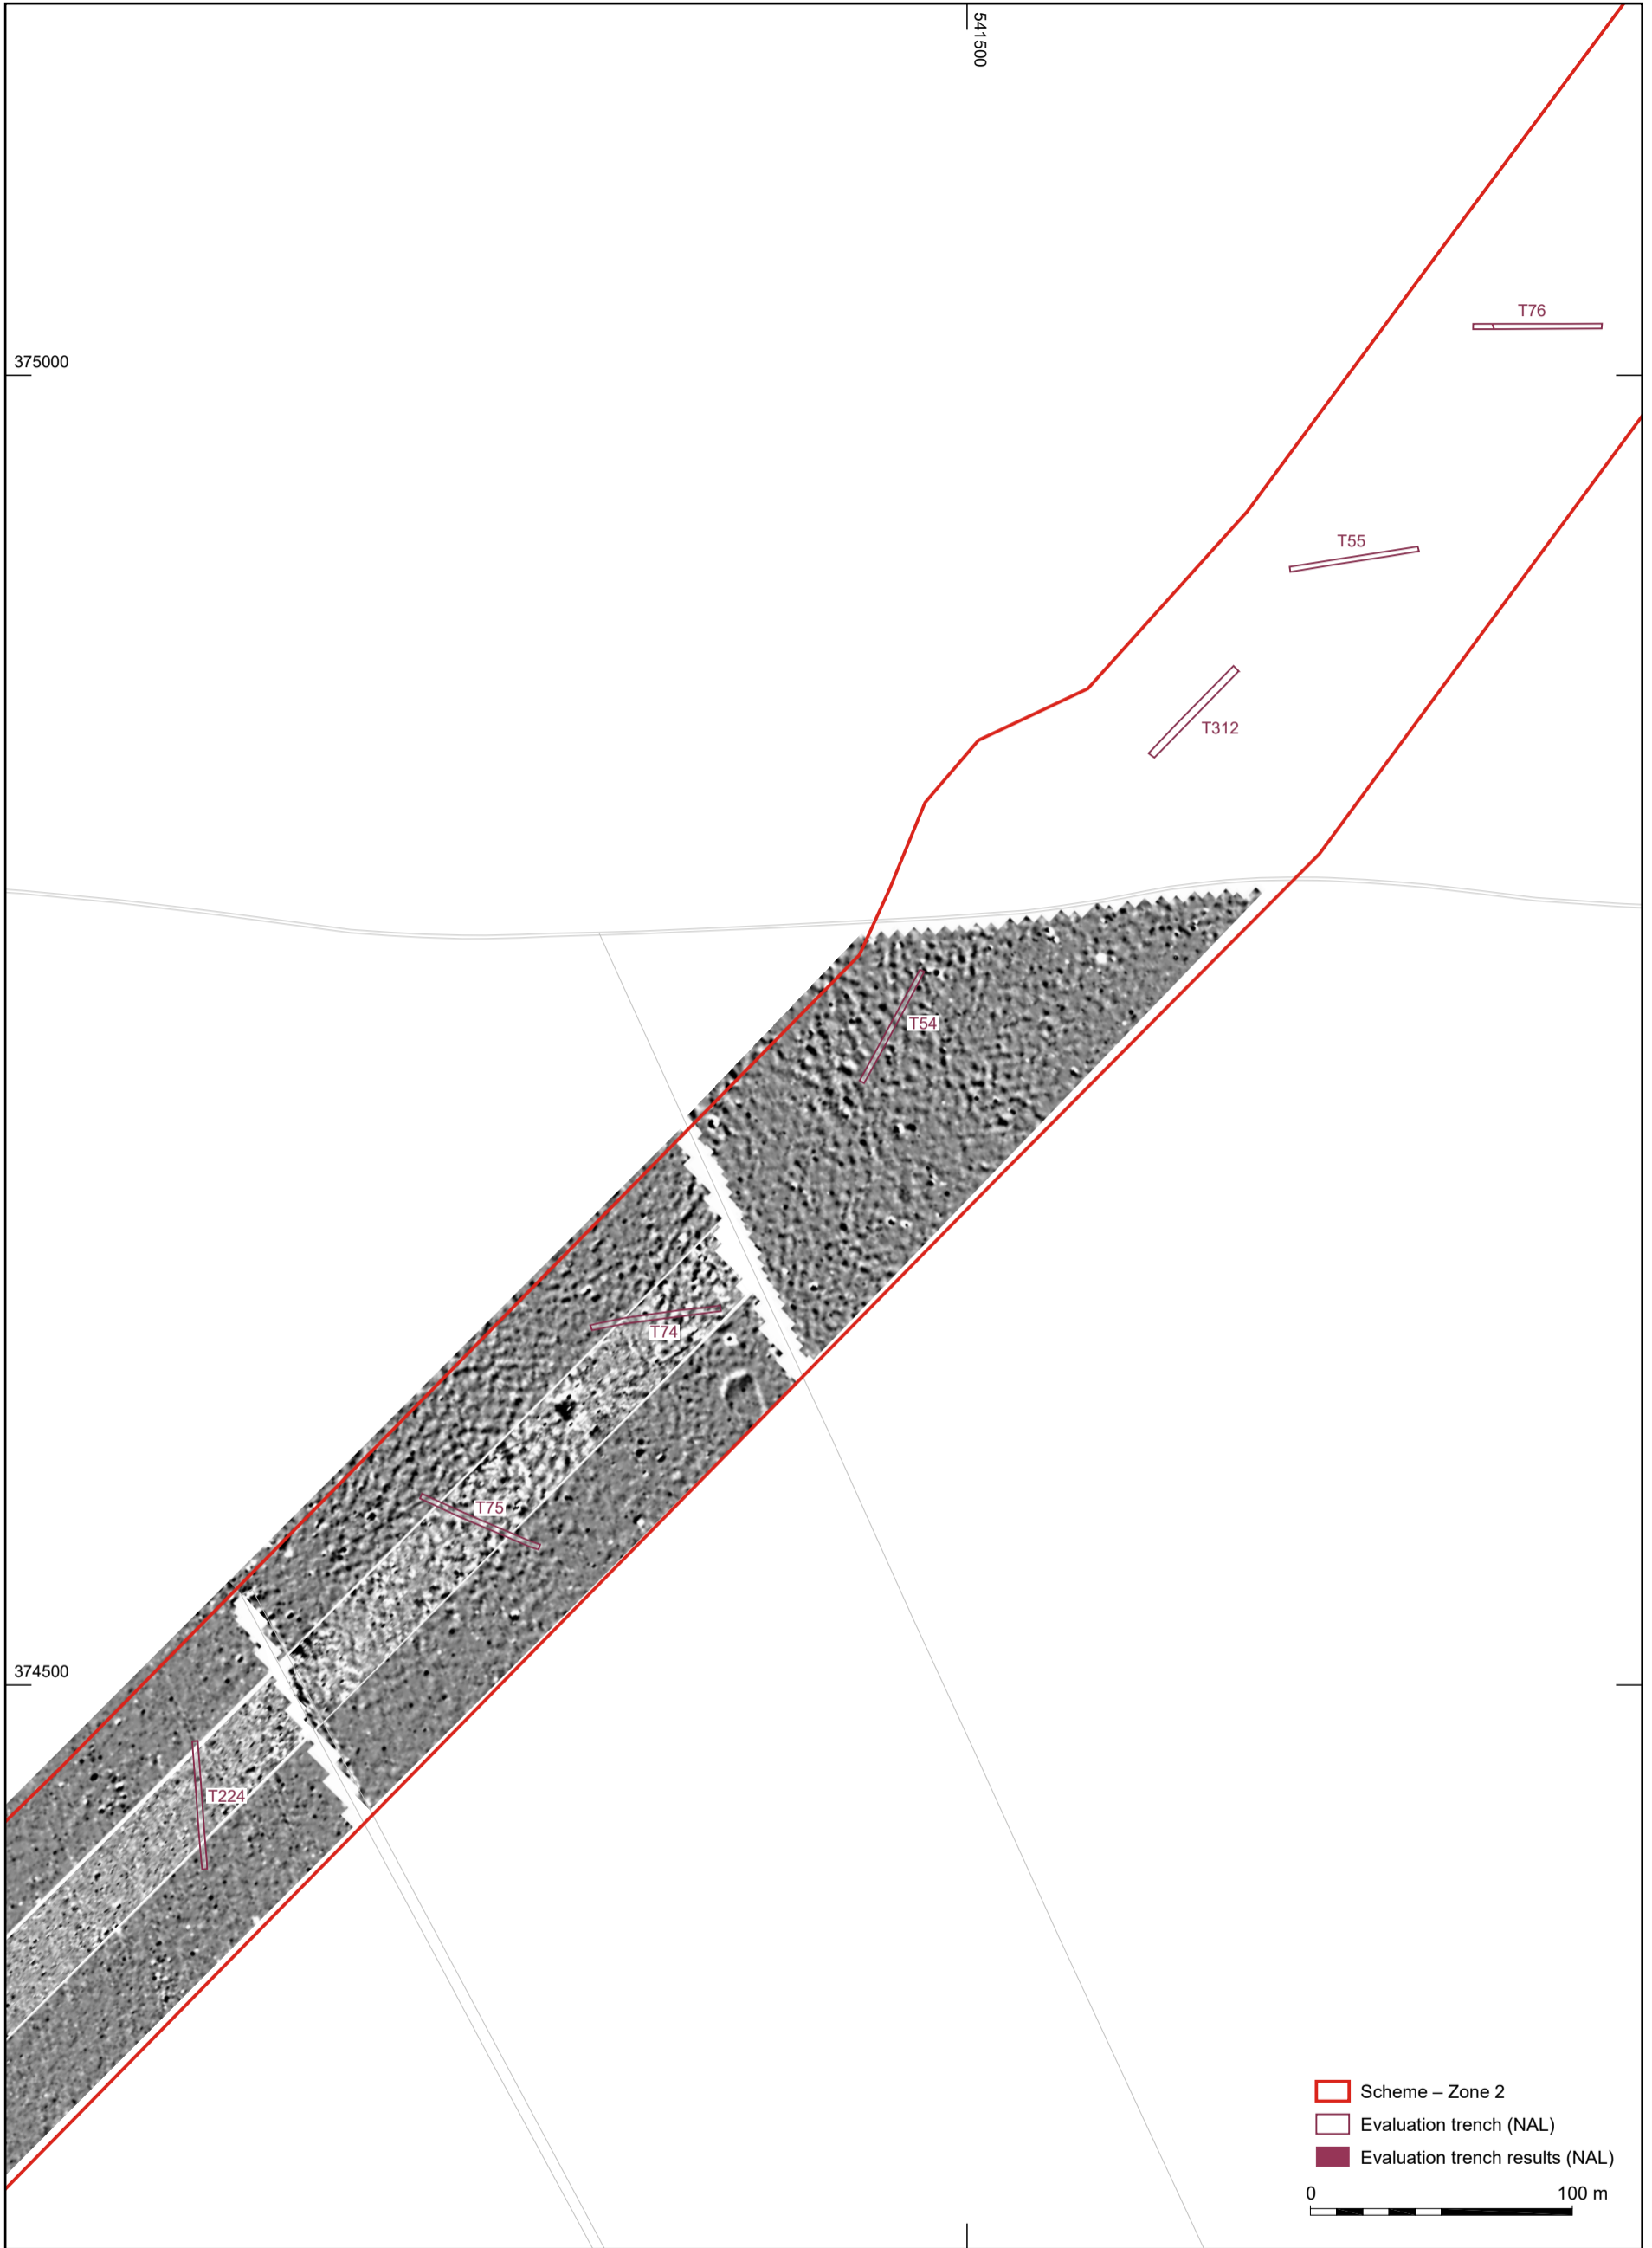 541500
T76
375000
T55
T312
T54
T74
T75
374500
T224
Scheme – Zone 2
Evaluation trench (NAL)
Evaluation trench results (NAL)
0 100 m